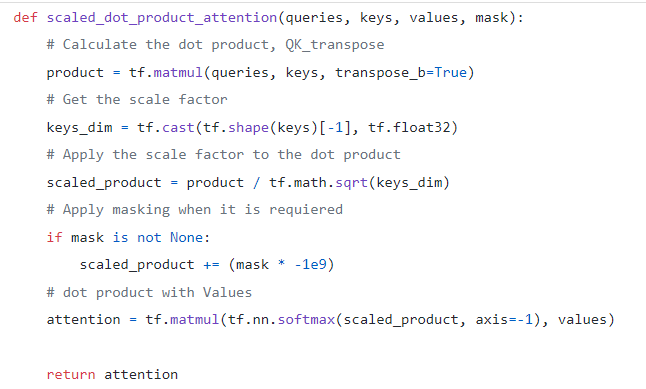 def scaled_dot_product_attention(queries, keys, values, mask):
    # Calculate the dot product, QK_transpose
    product = tf.matmul(queries, keys, transpose_b=True)
    # Get the scale factor
    keys_dim = tf.cast(tf.shape(keys)[-1], tf.float32)
    # Apply the scale factor to the dot product
    scaled_product = product / tf.math.sqrt(keys_dim)
    # Apply masking when it is requiered
    if mask is not None:
        scaled_product += (mask * -1e9)
    # dot product with Values
    attention = tf.matmul(tf.nn.softmax(scaled_product, axis=-1), values)
    return attention